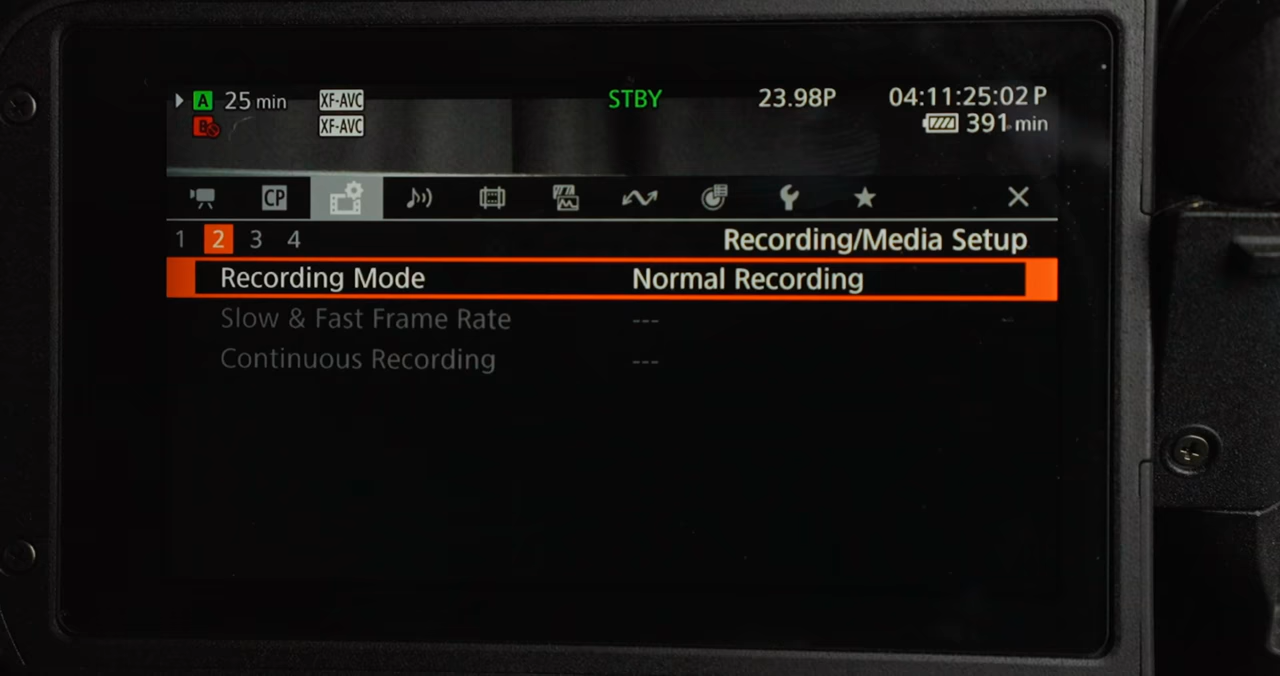 A 25 min XF-AVC STBY 23.98P 04:11:25:02 P
B XF-AVC 391 min
CP
1 2 3 4 Recording/Media Setup
Recording Mode Normal Recording
Slow & Fast Frame Rate ---
Continuous Recording ---